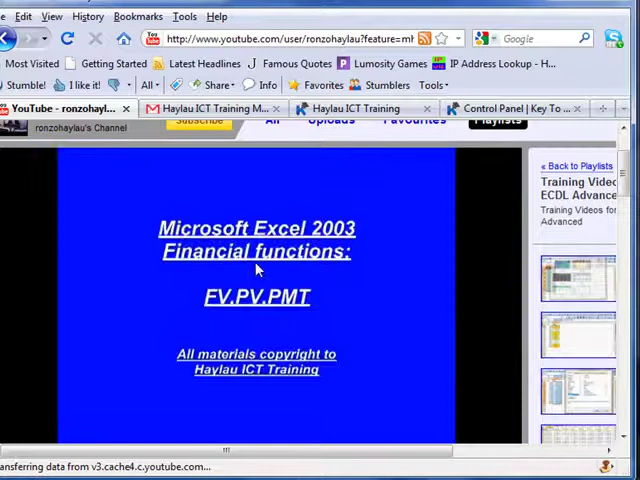 Edit View History Bookmarks Tools Help
http://www.youtube.com/user/ronzohaylau?feature=mh
Google
Most Visited Getting Started Latest Headlines Famous Quotes Lumosity Games IP Address Lookup - ...
Stumble! I like it! All Share Info Favorites Stumblers Tools
YouTube - ronzohayl... Haylau ICT Training M... Haylau ICT Training Control Panel | Key To ...
ronzohaylau's Channel Subscribe All Uploads Favourites Playlists
« Back to Playlists
Training Video
ECDL Advance
Training Videos for
Advanced
Microsoft Excel 2003
Financial functions:
FV,PV,PMT
All materials copyright to
Haylau ICT Training
ansferring data from v3.cache4.c.youtube.com...